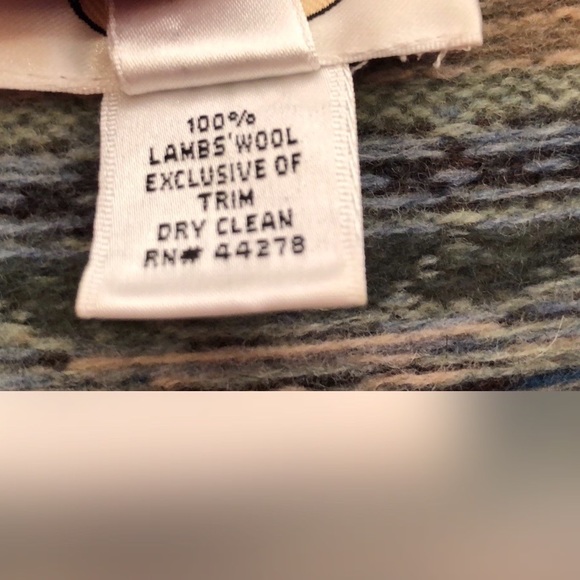 100%
LAMBS' WOOL
EXCLUSIVE OF
TRIM
DRY CLEAN
RN# 44278